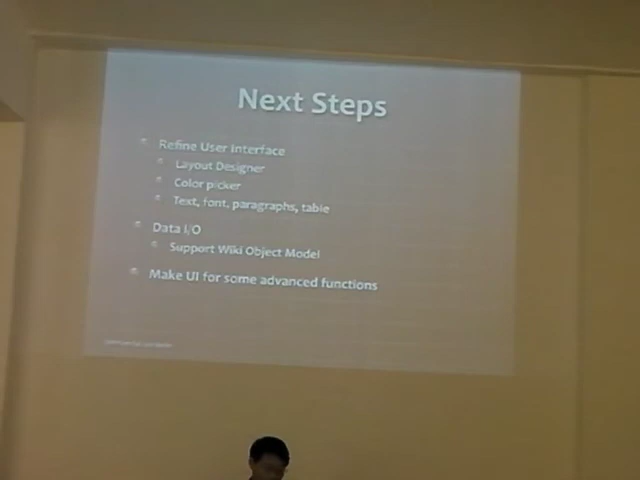 Next Steps
Refine User Interface
Layout Designer
Color picker
Text, font, paragraphs, table
Data I/O
Support Wiki Object Model
Make UI for some advanced functions